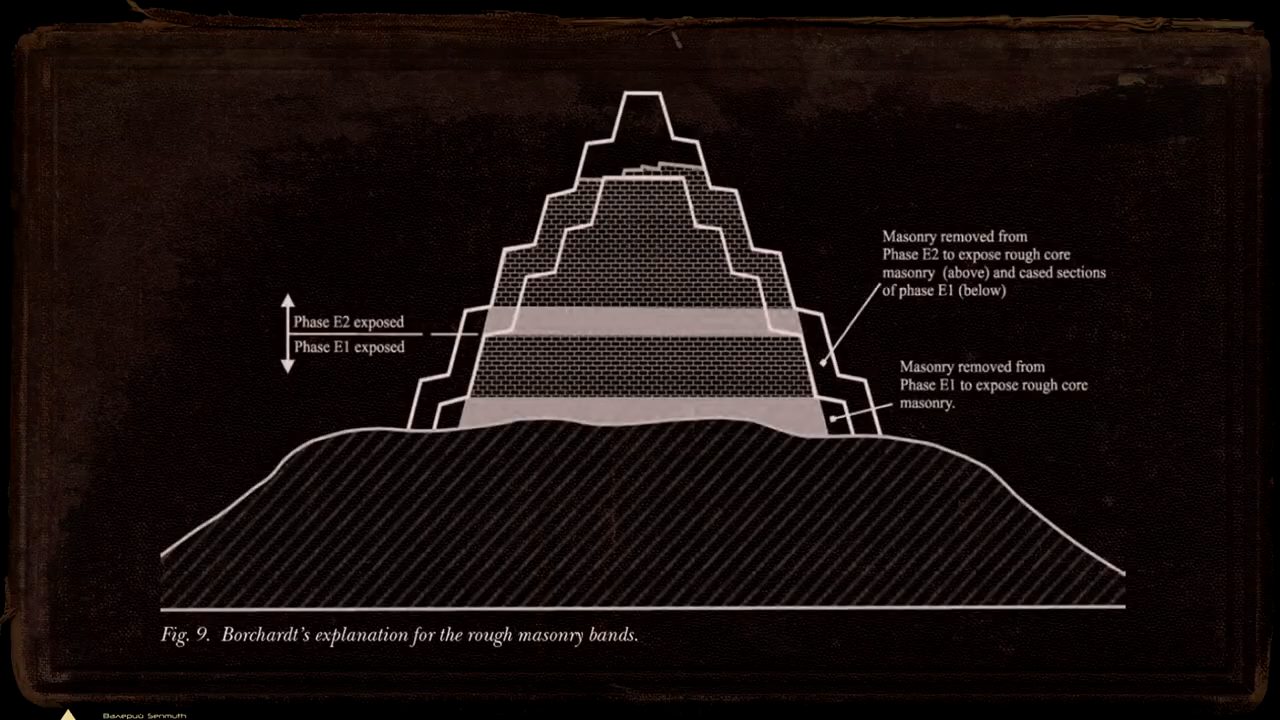 Masonry removed from
Phase E2 to expose rough core
masonry (above) and cased sections
of phase E1 (below)
Phase E2 exposed
Phase E1 exposed
Masonry removed from
Phase E1 to expose rough core
masonry.
Fig. 9. Borchardt's explanation for the rough masonry bands.
Валерий Senmuth